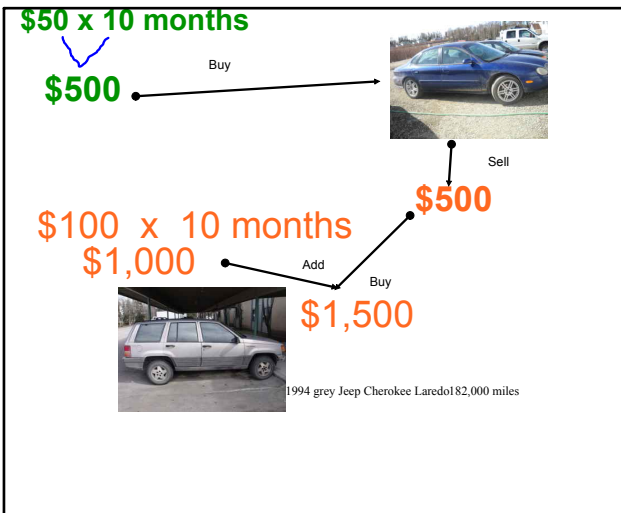 $50 x 10 months
Buy
$500
Sell
$500
$100 x 10 months
$1,000
Add
Buy
$1,500
1994 grey Jeep Cherokee Laredo182,000 miles